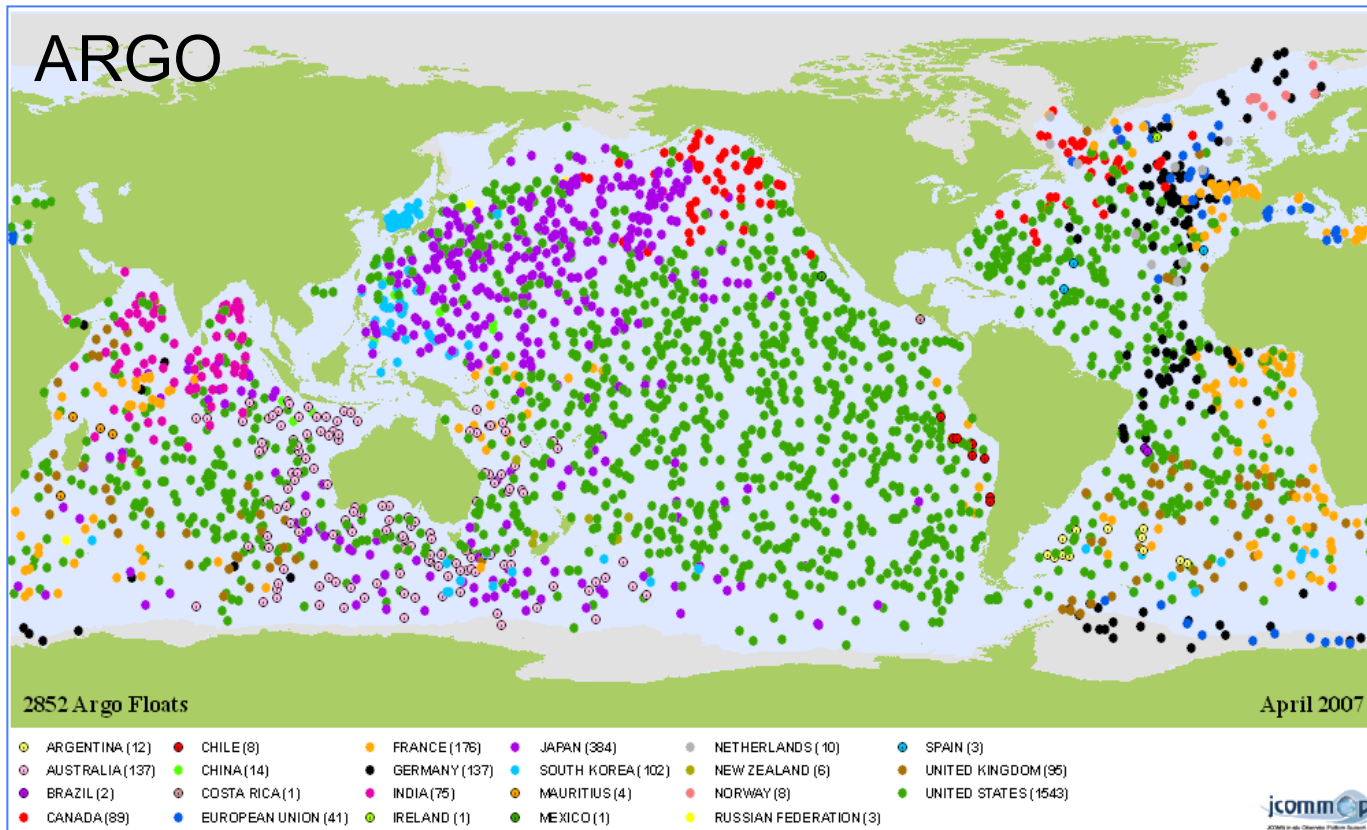 ARGO
2852 Argo Floats
April 2007
ARGENTINA (12) CHILE (8) FRANCE (176) JAPAN (384) NETHERLANDS (10) SPAIN (3)
AUSTRALIA (137) CHINA (14) GERMANY (137) SOUTH KOREA (102) NEW ZEALAND (6) UNITED KINGDOM (95)
BRAZIL (2) COSTA RICA (1) INDIA (75) MAURITIUS (4) NORWAY (8) UNITED STATES (1543)
CANADA (89) EUROPEAN UNION (41) IRELAND (1) MEXICO (1) RUSSIAN FEDERATION (3)
jcommop